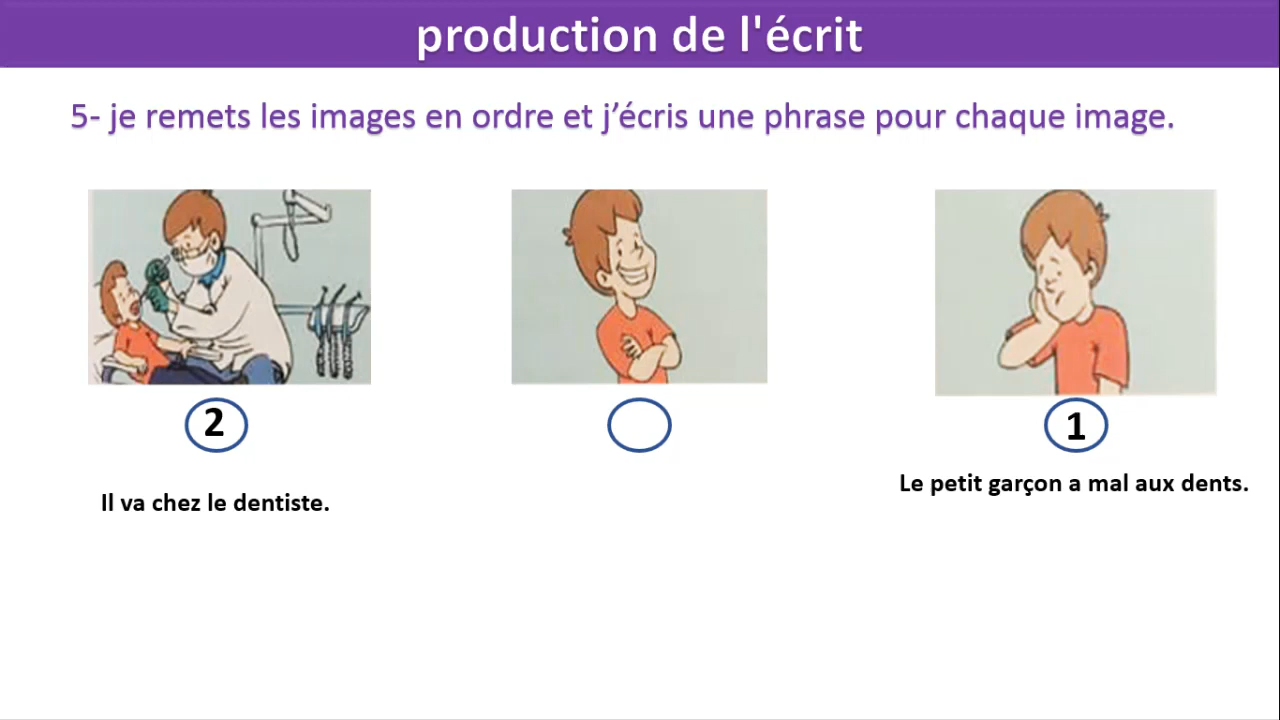 production de l'écrit
5- je remets les images en ordre et j’écris une phrase pour chaque image.
2
1
Il va chez le dentiste.
Le petit garçon a mal aux dents.